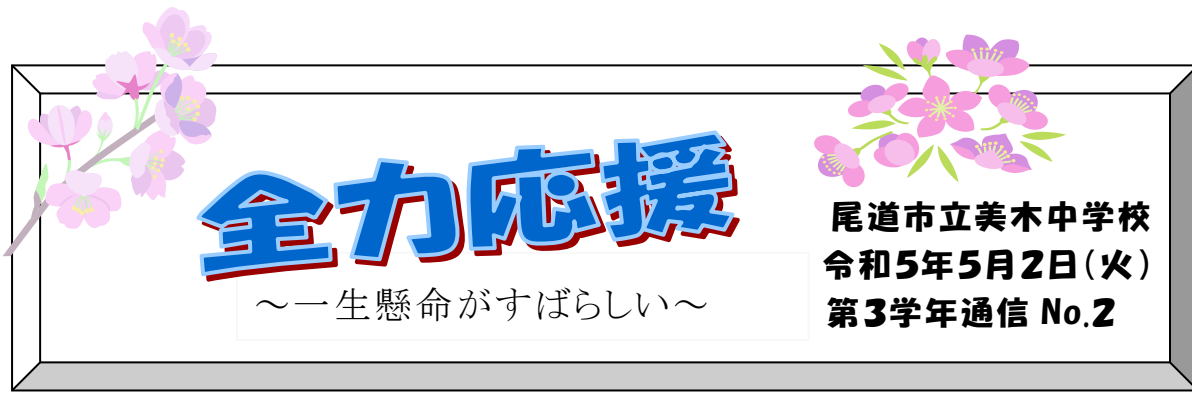 全力応援
～一生懸命がすばらしい～
尾道市立美木中学校
令和5年5月2日(火)
第3学年通信 No.2